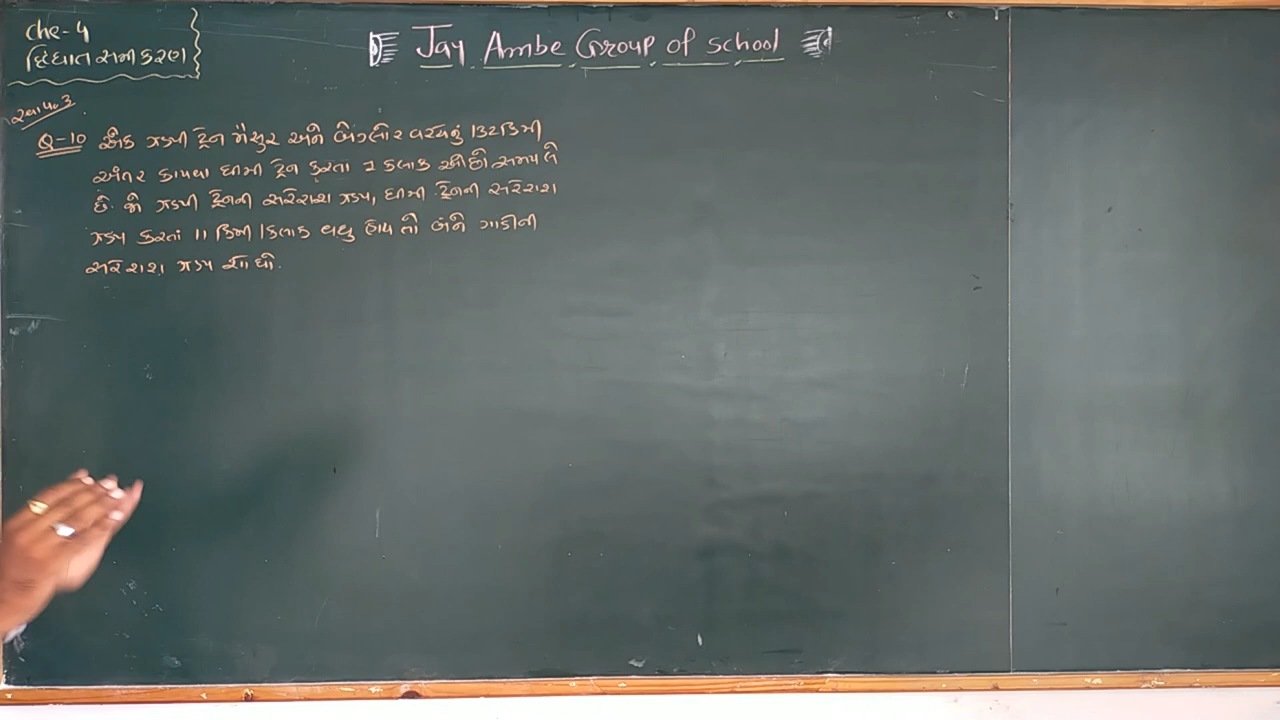 che-4
દ્વિઘાત સમીકરણ
Jay Ambe Group of school
સ્વા 4.3
Q-10 એક ઝડપી ટ્રેન મૈસુર અને બેંગ્લોર વચ્ચેનું 132 કિમી
અંતર કાપવા ધીમી ટ્રેન કરતા 1 કલાક ઓછો સમય લે
છે. જો ઝડપી ટ્રેનની સરેરાશ ઝડપ, ધીમી ટ્રેનની સરેરાશ
ઝડપ કરતાં 11 કિમી/કલાક વધુ હોય તો બંને ગાડીની
સરેરાશ ઝડપ શોધો.